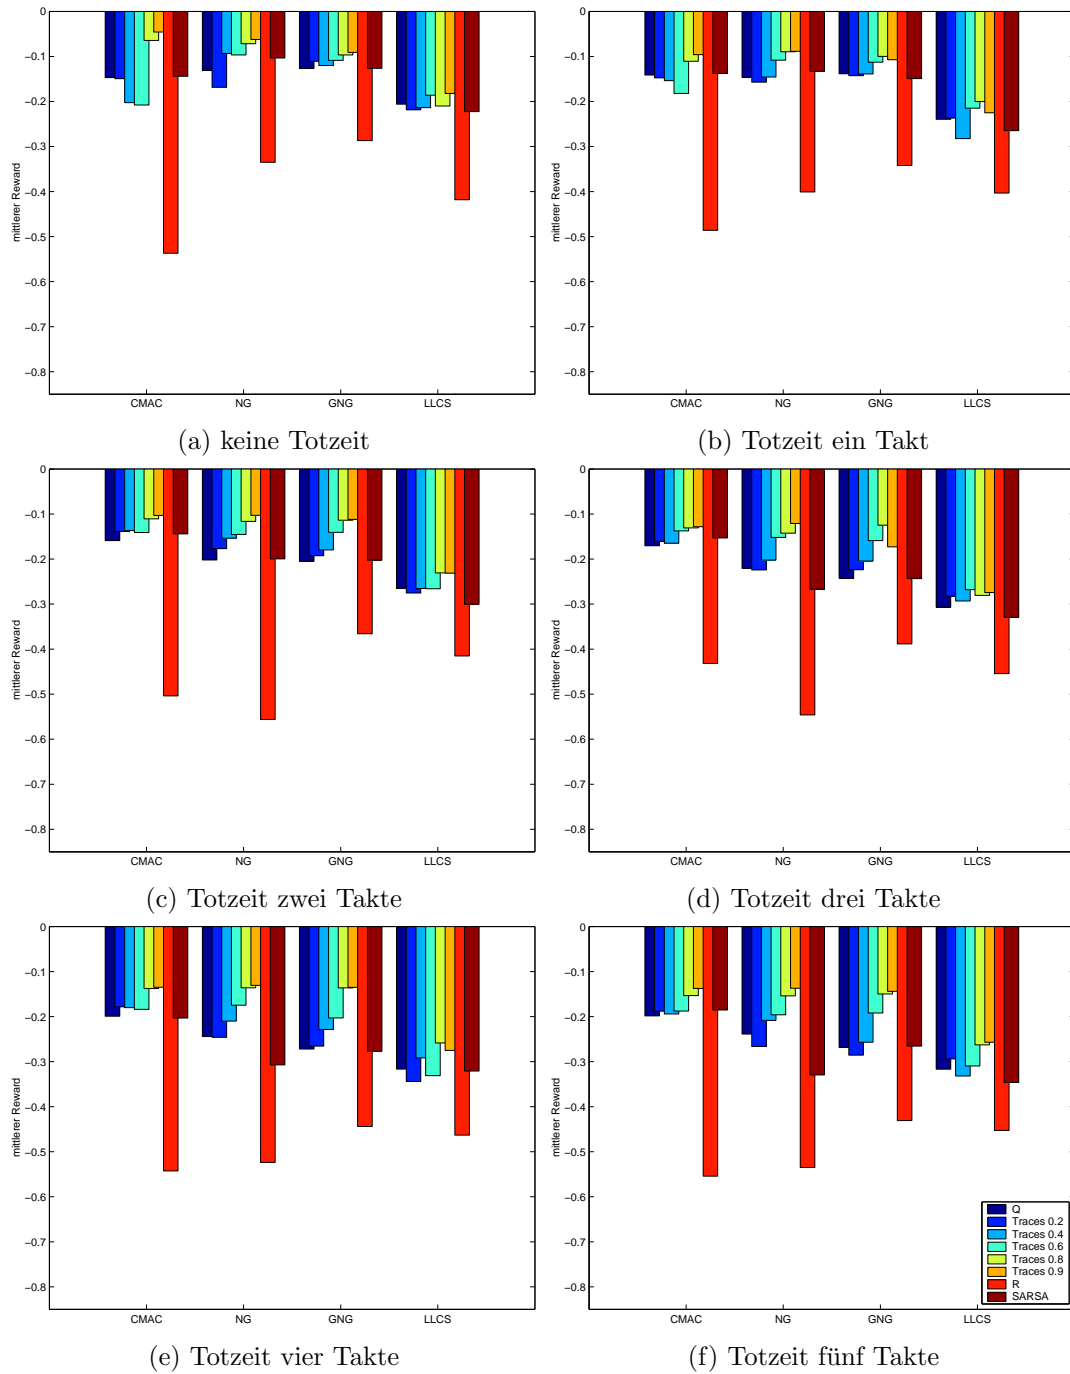 0
−0.1
−0.2
−0.3
−0.4
−0.5
−0.6
−0.7
−0.8
mittlerer Reward
CMAC NG GNG LLCS
(a) keine Totzeit
0
−0.1
−0.2
−0.3
−0.4
−0.5
−0.6
−0.7
−0.8
mittlerer Reward
CMAC NG GNG LLCS
(b) Totzeit ein Takt
0
−0.1
−0.2
−0.3
−0.4
−0.5
−0.6
−0.7
−0.8
mittlerer Reward
CMAC NG GNG LLCS
(c) Totzeit zwei Takte
0
−0.1
−0.2
−0.3
−0.4
−0.5
−0.6
−0.7
−0.8
mittlerer Reward
CMAC NG GNG LLCS
(d) Totzeit drei Takte
0
−0.1
−0.2
−0.3
−0.4
−0.5
−0.6
−0.7
−0.8
mittlerer Reward
CMAC NG GNG LLCS
(e) Totzeit vier Takte
0
−0.1
−0.2
−0.3
−0.4
−0.5
−0.6
−0.7
−0.8
mittlerer Reward
CMAC NG GNG LLCS
Q
Traces 0.2
Traces 0.4
Traces 0.6
Traces 0.8
Traces 0.9
R
SARSA
(f) Totzeit fünf Takte